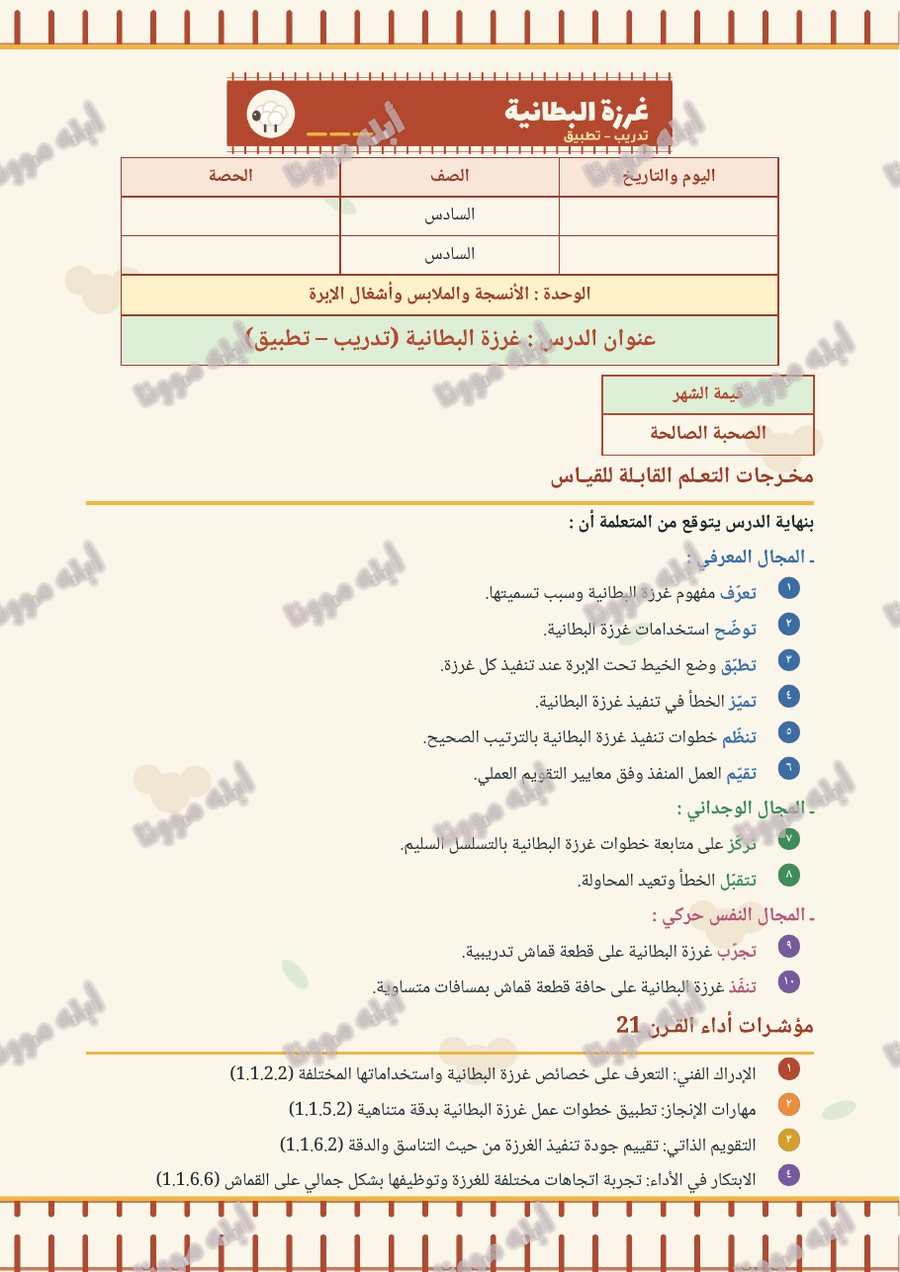 غرزة البطانية
تدريب – تطبيق
اليوم والتاريخ الصف الحصة
السادس
السادس
الوحدة : الأنسجة والملابس وأشغال الإبرة
عنوان الدرس : غرزة البطانية (تدريب – تطبيق)
قيمة الشهر
الصحبة الصالحة
مخـرجات التعـلم القابـلة للقيـاس
بنهاية الدرس يتوقع من المتعلمة أن :
ـ المجال المعرفي :
١ تعرّف مفهوم غرزة البطانية وسبب تسميتها.
٢ توضّح استخدامات غرزة البطانية.
٣ تطبّق وضع الخيط تحت الإبرة عند تنفيذ كل غرزة.
٤ تميّز الخطأ في تنفيذ غرزة البطانية.
٥ تنظّم خطوات تنفيذ غرزة البطانية بالترتيب الصحيح.
٦ تقيّم العمل المنفذ وفق معايير التقويم العملي.
ـ المجال الوجداني :
٧ تركّز على متابعة خطوات غرزة البطانية بالتسلسل السليم.
٨ تتقبّل الخطأ وتعيد المحاولة.
ـ المجال النفس حركي :
٩ تجرّب غرزة البطانية على قطعة قماش تدريبية.
١٠ تنفّذ غرزة البطانية على حافة قطعة قماش بمسافات متساوية.
مؤشـرات أداء القـرن 21
١ الإدراك الفني: التعرف على خصائص غرزة البطانية واستخداماتها المختلفة (1.1.2.2)
٢ مهارات الإنجاز: تطبيق خطوات عمل غرزة البطانية بدقة متناهية (1.1.5.2)
٣ التقويم الذاتي: تقييم جودة تنفيذ الغرزة من حيث التناسق والدقة (1.1.6.2)
٤ الابتكار في الأداء: تجربة اتجاهات مختلفة للغرزة وتوظيفها بشكل جمالي على القماش (1.1.6.6)
أبله موونا